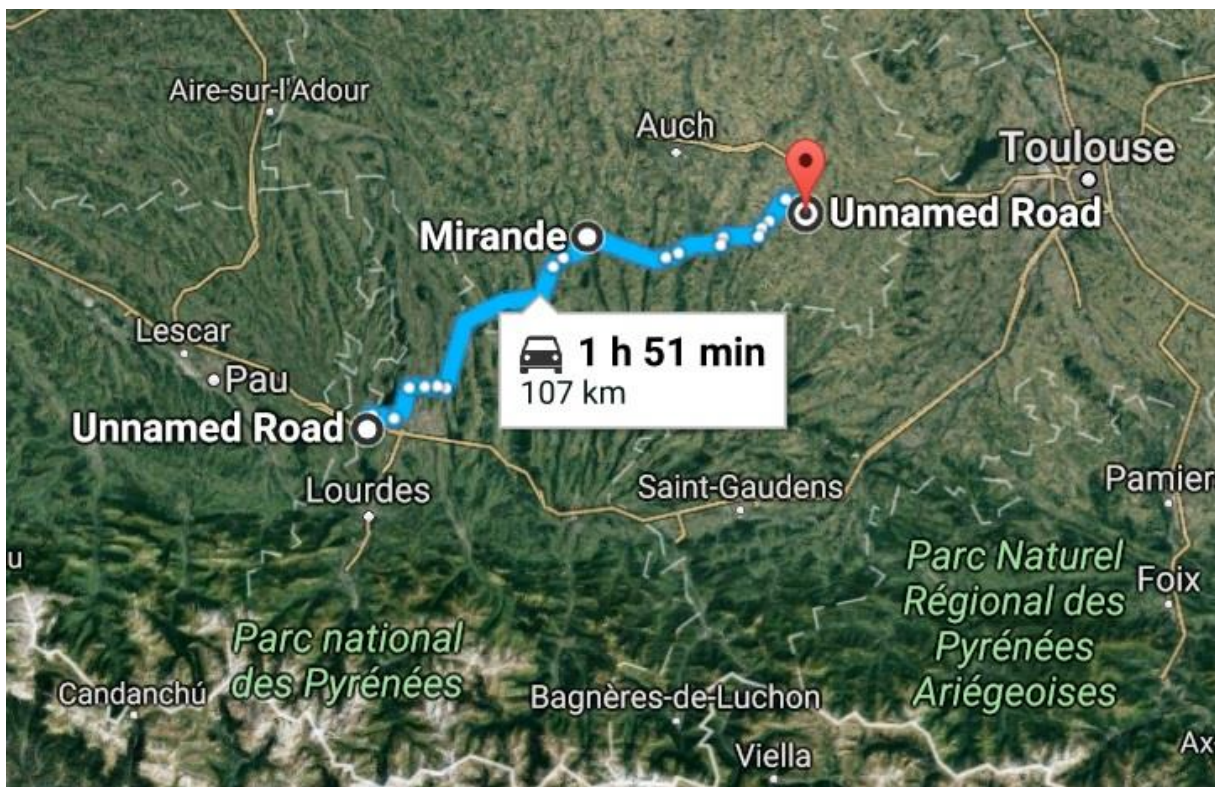 Aire-sur-l'Adour
Auch
Toulouse
Mirande
Unnamed Road
Lescar
1 h 51 min
Pau
107 km
Unnamed Road
Lourdes
Saint-Gaudens
Pamier
u
Parc Naturel
Régional des
Pyrénées
Ariégeoises
Foix
Parc national
des Pyrénées
Candanchú
Bagnères-de-Luchon
Viella
Ax